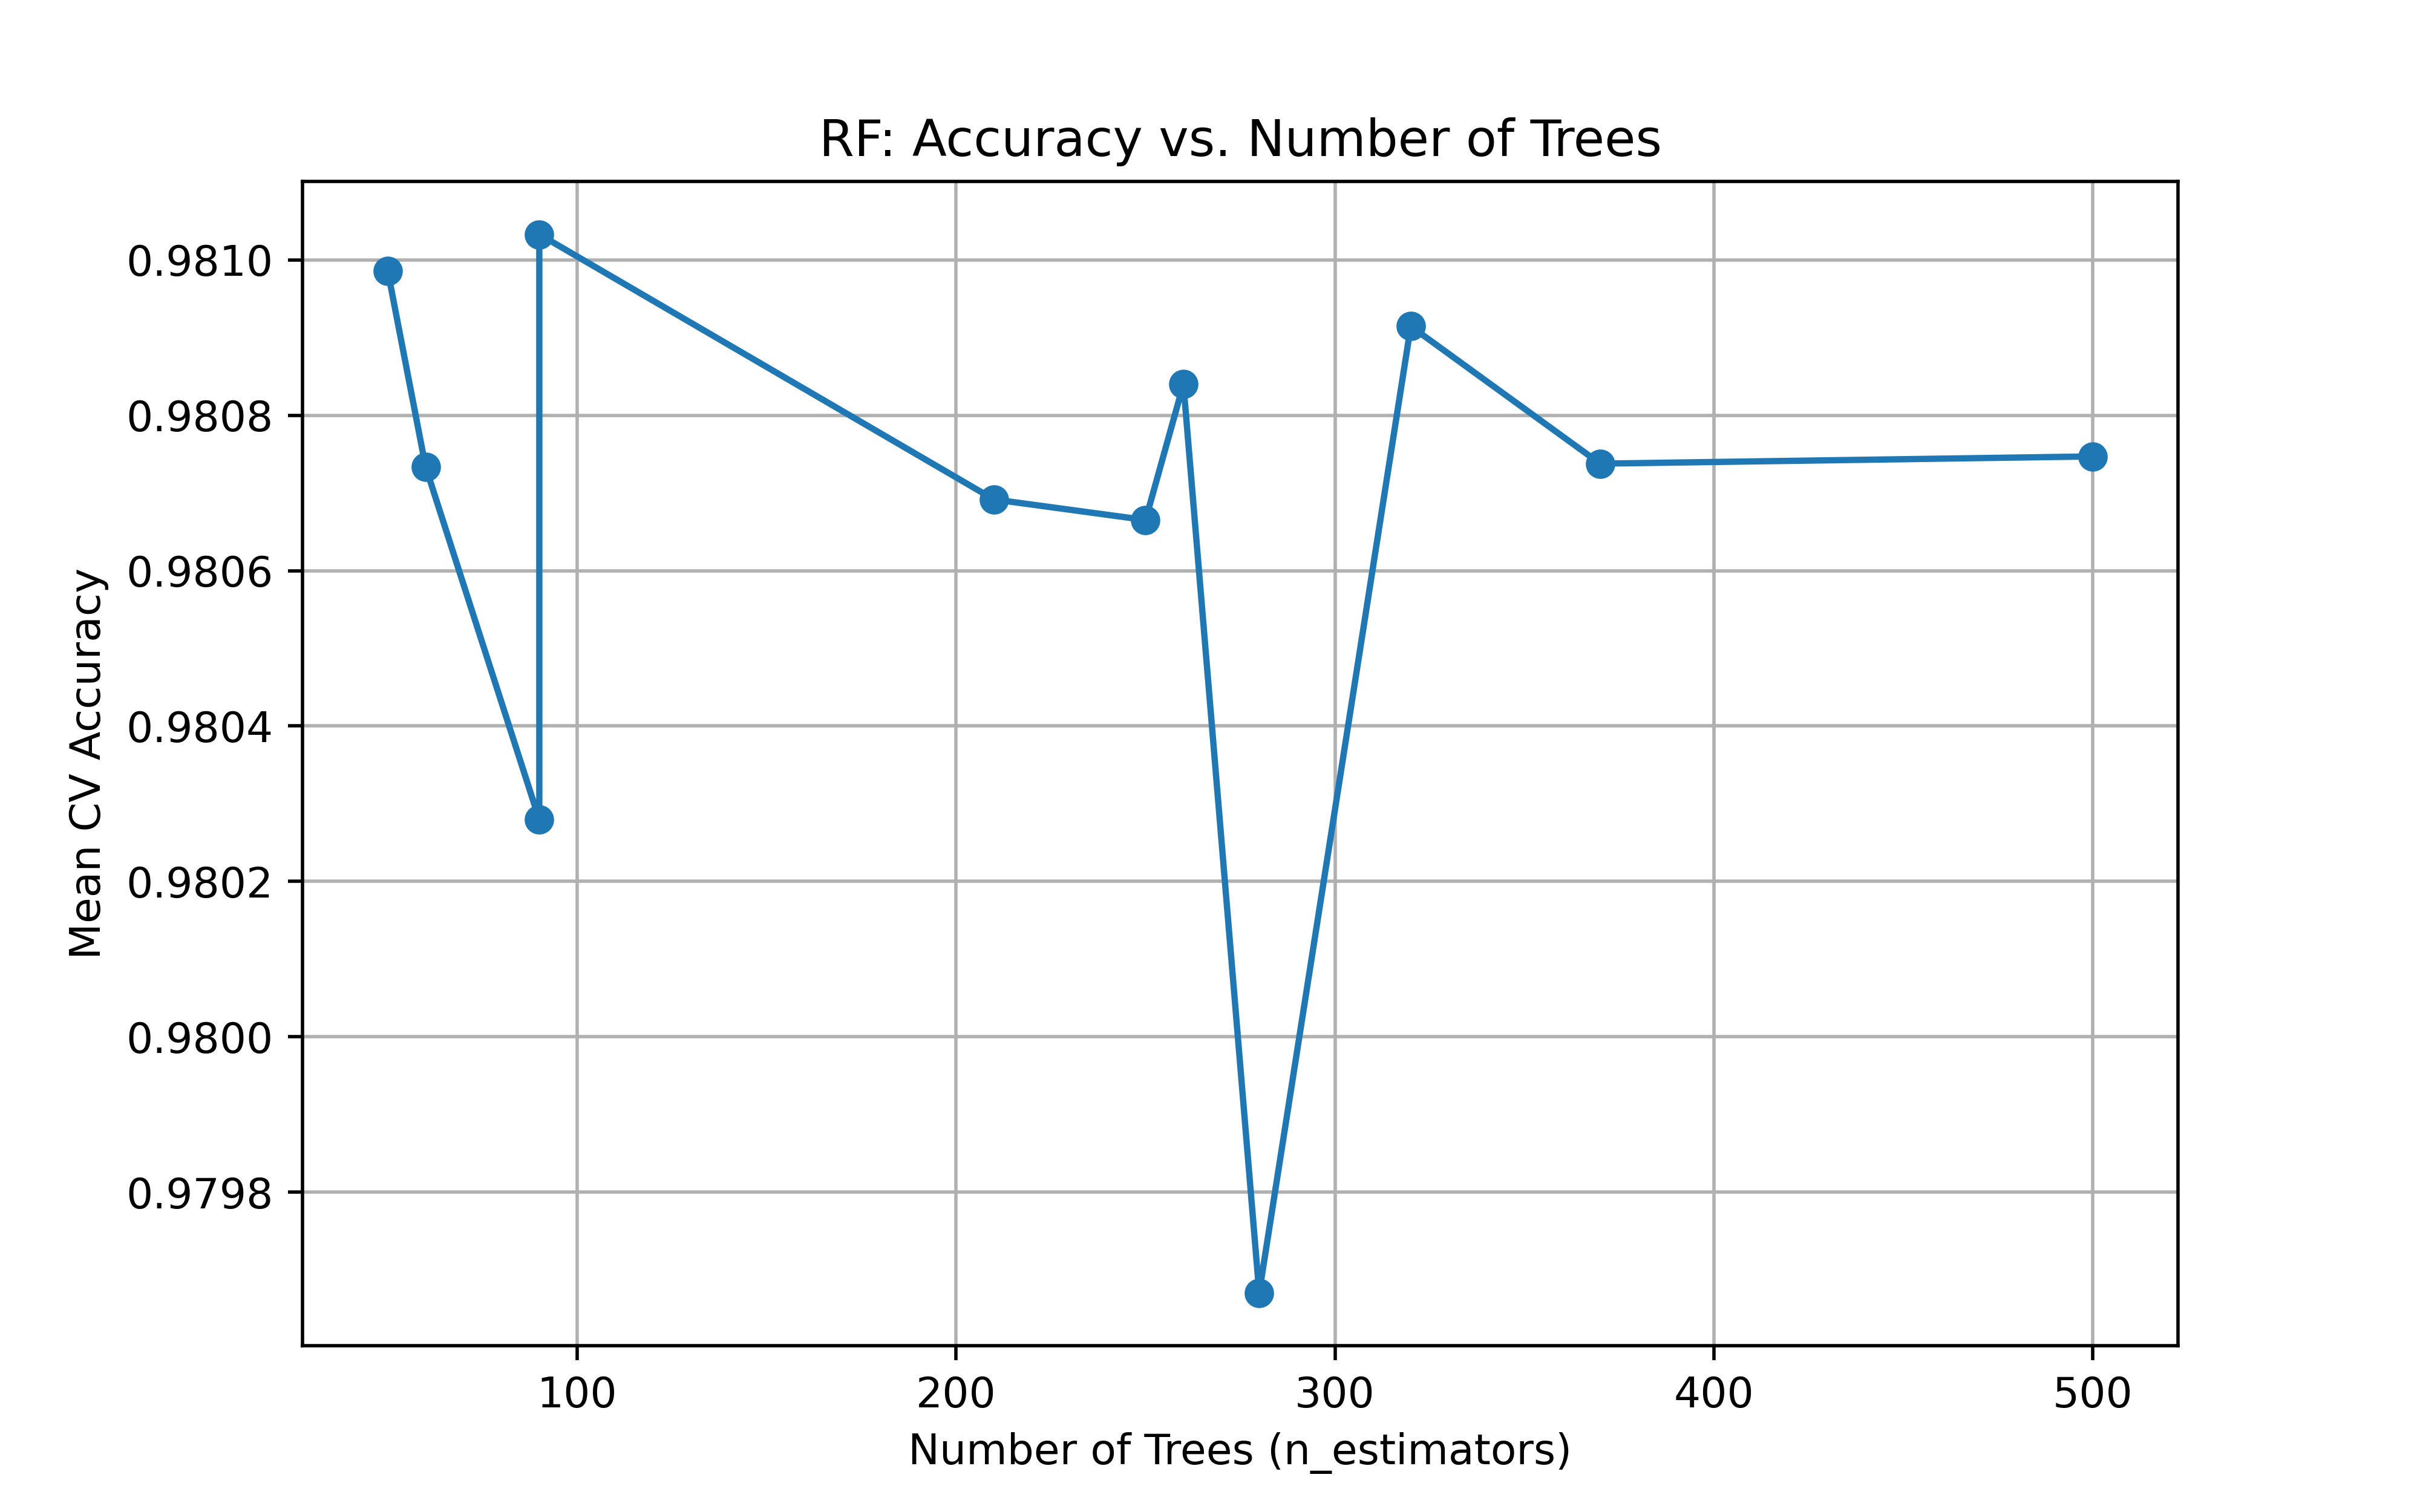 RF: Accuracy vs. Number of Trees
Mean CV Accuracy
0.9810
0.9808
0.9806
0.9804
0.9802
0.9800
0.9798
100 200 300 400 500
Number of Trees (n_estimators)